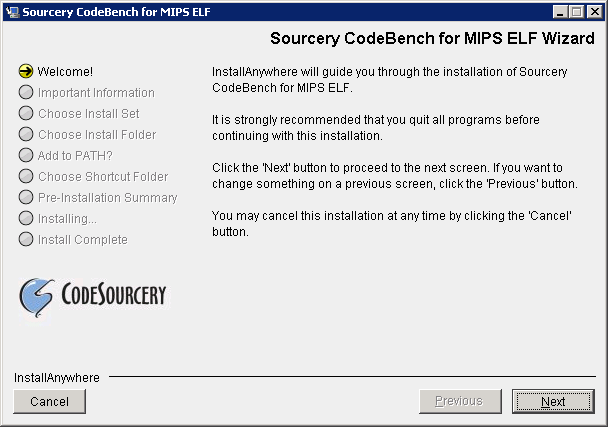 Sourcery CodeBench for MIPS ELF
Sourcery CodeBench for MIPS ELF Wizard
Welcome!
Important Information
Choose Install Set
Choose Install Folder
Add to PATH?
Choose Shortcut Folder
Pre-Installation Summary
Installing...
Install Complete
InstallAnywhere will guide you through the installation of Sourcery
CodeBench for MIPS ELF.
It is strongly recommended that you quit all programs before
continuing with this installation.
Click the 'Next' button to proceed to the next screen. If you want to
change something on a previous screen, click the 'Previous' button.
You may cancel this installation at any time by clicking the 'Cancel'
button.
CODESOURCERY
InstallAnywhere
Cancel
Previous
Next